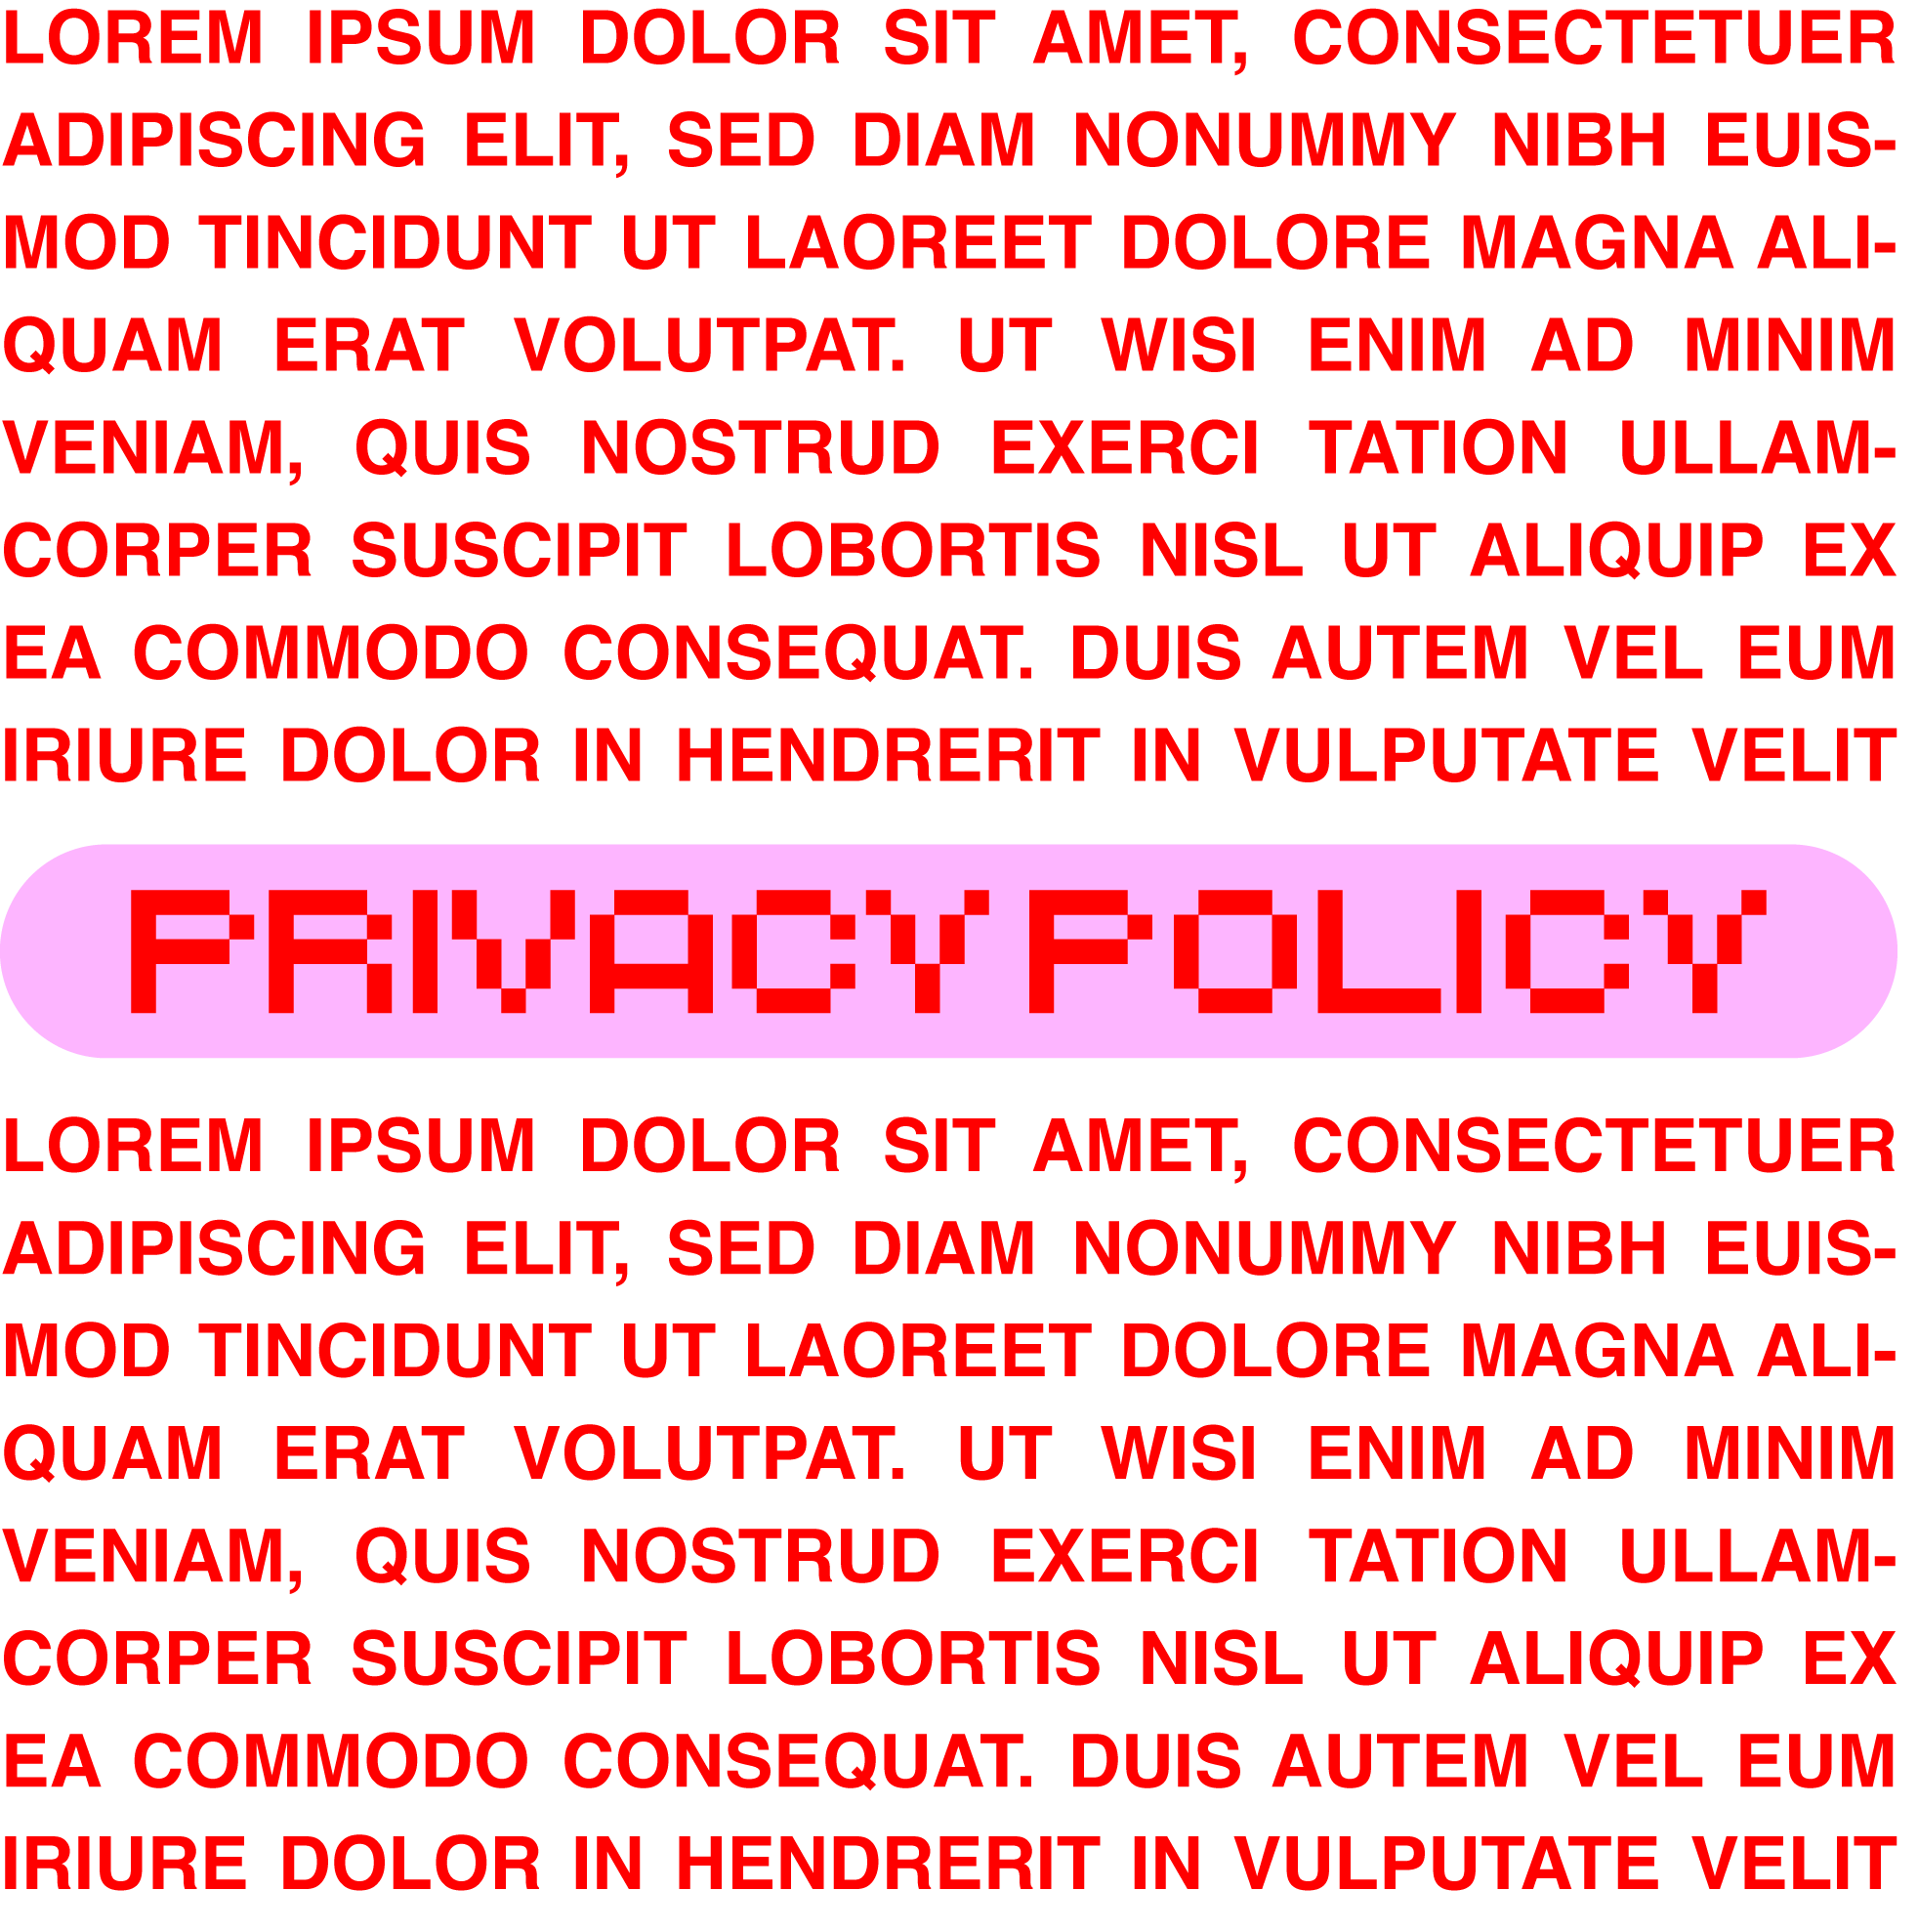 LOREM IPSUM DOLOR SIT AMET, CONSECTETUER
ADIPISCING ELIT, SED DIAM NONUMMY NIBH EUIS-
MOD TINCIDUNT UT LAOREET DOLORE MAGNA ALI-
QUAM ERAT VOLUTPAT. UT WISI ENIM AD MINIM
VENIAM, QUIS NOSTRUD EXERCI TATION ULLAM-
CORPER SUSCIPIT LOBORTIS NISL UT ALIQUIP EX
EA COMMODO CONSEQUAT. DUIS AUTEM VEL EUM
IRIURE DOLOR IN HENDRERIT IN VULPUTATE VELIT
PRIVACY POLICY
LOREM IPSUM DOLOR SIT AMET, CONSECTETUER
ADIPISCING ELIT, SED DIAM NONUMMY NIBH EUIS-
MOD TINCIDUNT UT LAOREET DOLORE MAGNA ALI-
QUAM ERAT VOLUTPAT. UT WISI ENIM AD MINIM
VENIAM, QUIS NOSTRUD EXERCI TATION ULLAM-
CORPER SUSCIPIT LOBORTIS NISL UT ALIQUIP EX
EA COMMODO CONSEQUAT. DUIS AUTEM VEL EUM
IRIURE DOLOR IN HENDRERIT IN VULPUTATE VELIT